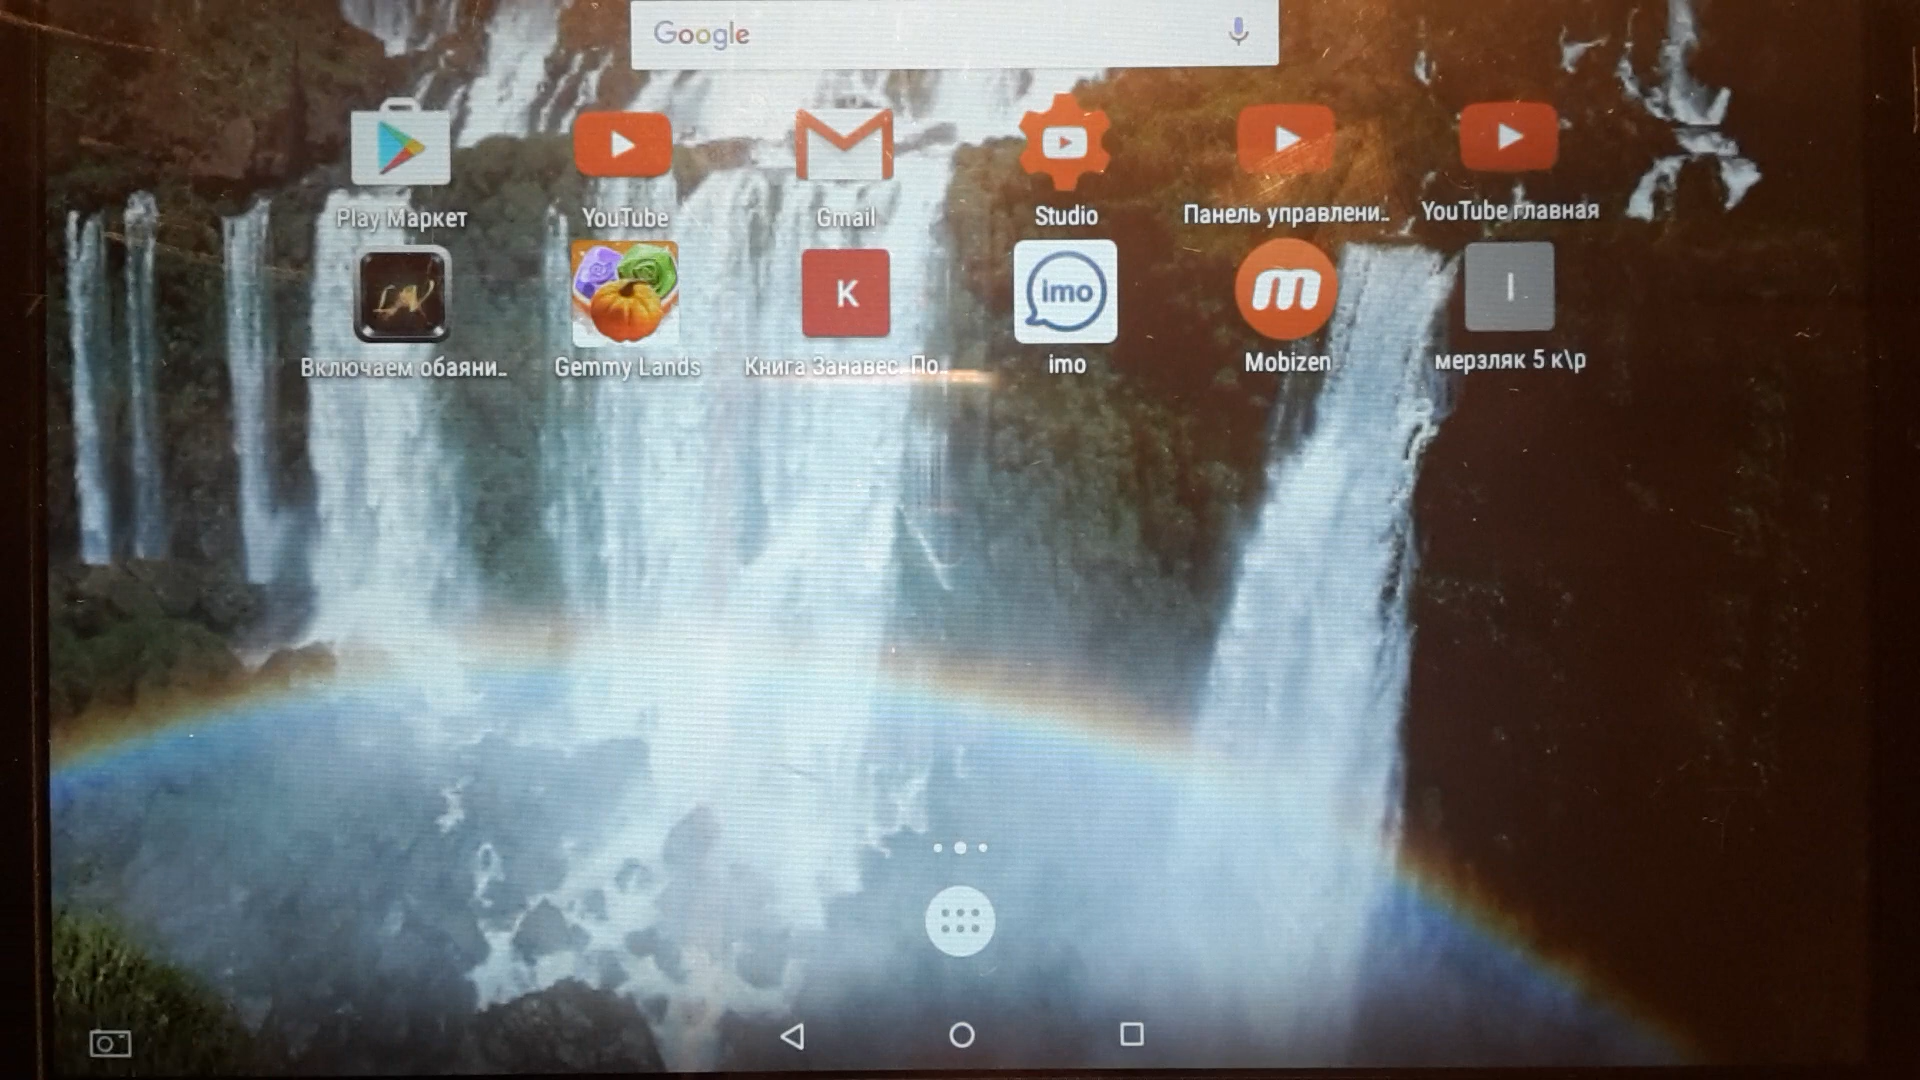 Google
Play Маркет
YouTube
Gmail
Studio
Панель управлени..
YouTube главная
K
imo
m
I
Включаем обаяни..
Gemmy Lands
Книга Занавес. По..
imo
Mobizen
мерзляк 5 к\р